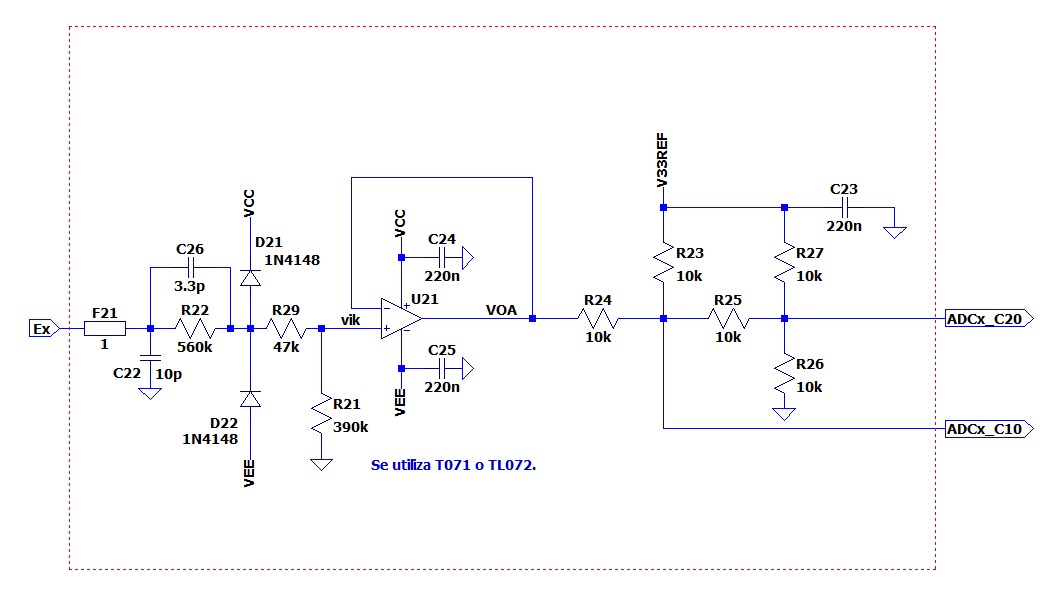 V33REF
C23
220n
VCC
VCC
C26
3.3p
D21
1N4148
C24
220n
R23
10k
R27
10k
F21
1
R22
560k
R29
47k
vik
U21
VOA
R24
10k
R25
10k
Ex
ADCx_C20
C22
10p
C25
220n
VEE
R26
10k
D22
1N4148
R21
390k
ADCx_C10
VEE
Se utiliza T071 o TL072.